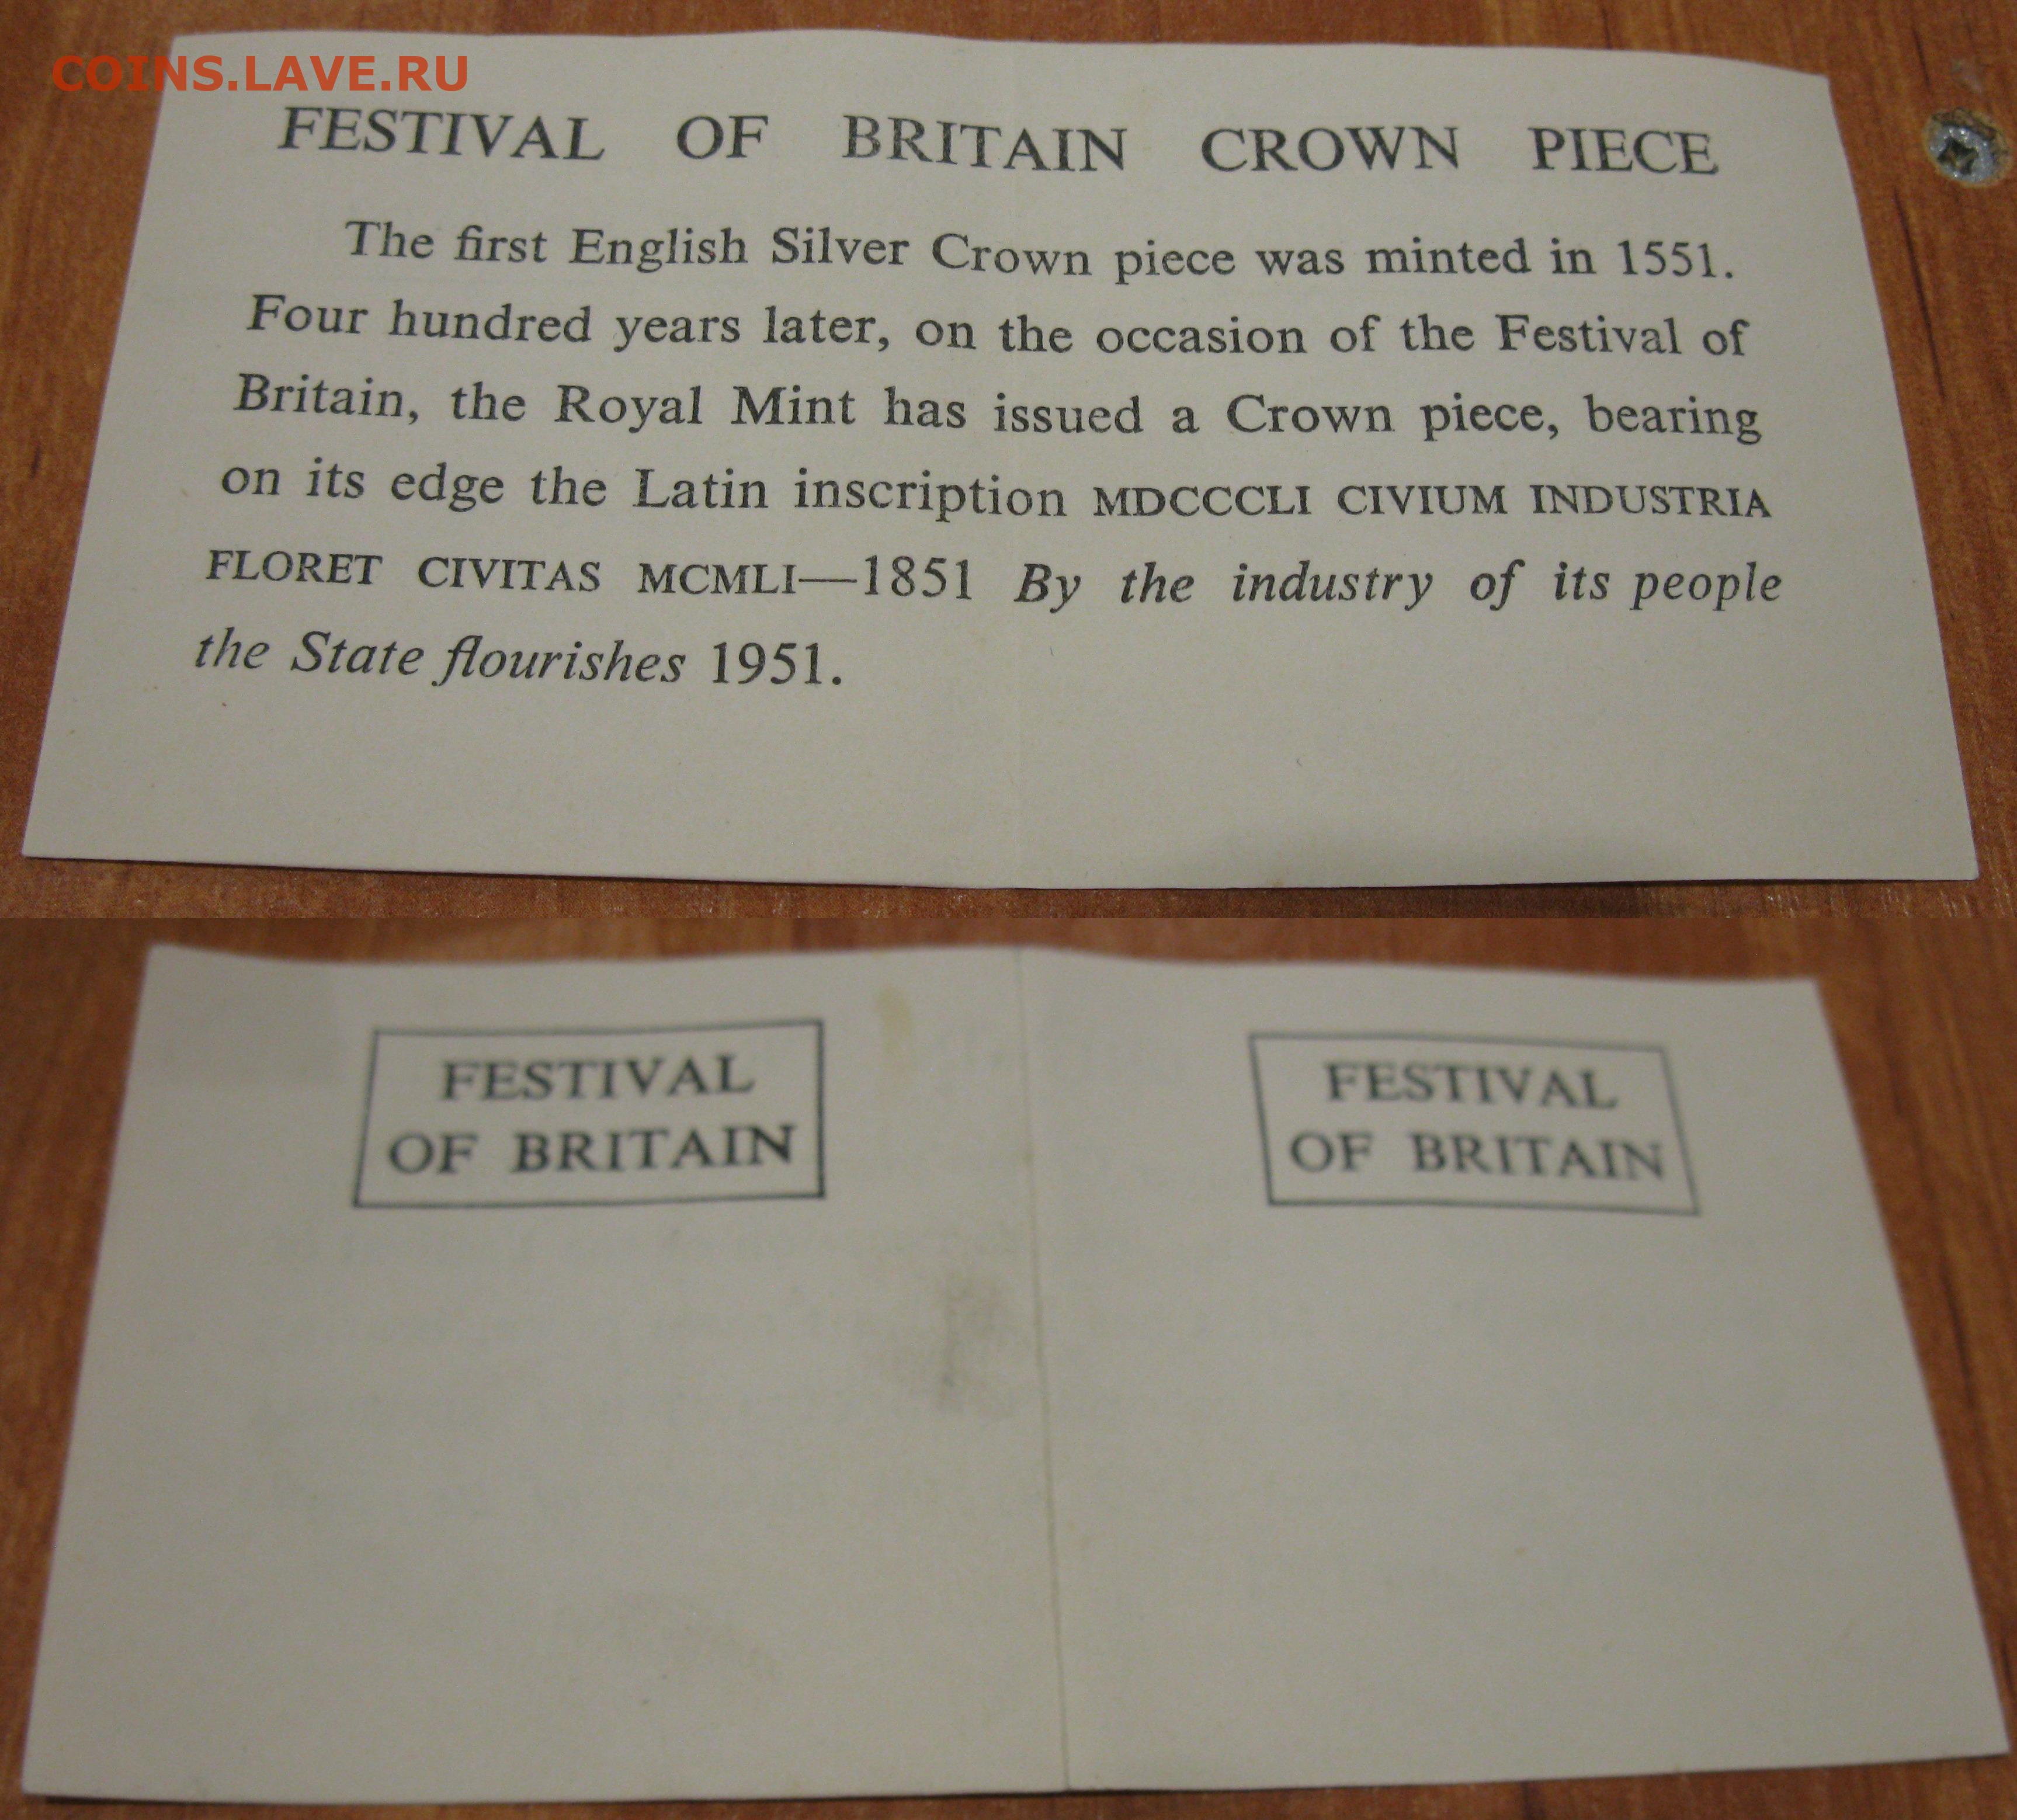 COINS.LAVE.RU
FESTIVAL OF BRITAIN CROWN PIECE
The first English Silver Crown piece was minted in 1551.
Four hundred years later, on the occasion of the Festival of
Britain, the Royal Mint has issued a Crown piece, bearing
on its edge the Latin inscription MDCCCLI CIVIUM INDUSTRIA
FLORET CIVITAS MCMLI—1851 By the industry of its people
the State flourishes 1951.
FESTIVAL
OF BRITAIN
FESTIVAL
OF BRITAIN